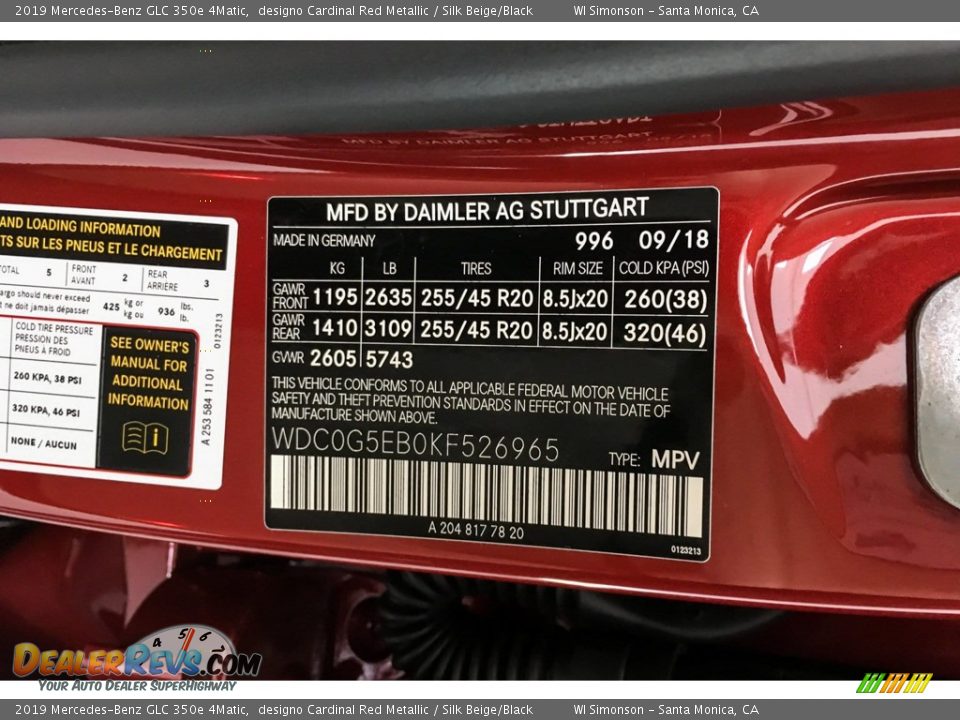 2019 Mercedes-Benz GLC 350e 4Matic,  designo Cardinal Red Metallic / Silk Beige/Black   WI Simonson - Santa Monica, CA
AND LOADING INFORMATION
TS SUR LES PNEUS ET LE CHARGEMENT
TOTAL 5 FRONT AVANT 2 REAR ARRIERE 3
argo should never exceed
t ne doit jamais dépasser 425 kg or kg ou 936 lbs. lb.
COLD TIRE PRESSURE
PRESSION DES
PNEUS À FROID
260 KPA, 38 PSI
320 KPA, 46 PSI
NONE / AUCUN
SEE OWNER'S
MANUAL FOR
ADDITIONAL
INFORMATION
i
A 253 584 11 01
0123213
MFD BY DAIMLER AG STUTTGART
MADE IN GERMANY 996 09/18
KG LB TIRES RIM SIZE COLD KPA (PSI)
GAWR FRONT 1195 2635 255/45 R20 8.5Jx20 260(38)
GAWR REAR 1410 3109 255/45 R20 8.5Jx20 320(46)
GVWR 2605 5743
THIS VEHICLE CONFORMS TO ALL APPLICABLE FEDERAL MOTOR VEHICLE
SAFETY AND THEFT PREVENTION STANDARDS IN EFFECT ON THE DATE OF
MANUFACTURE SHOWN ABOVE.
WDC0G5EB0KF526965 TYPE: MPV
A 204 817 78 20
0123213
4 5 6
DEALERREVS.COM
YOUR AUTO DEALER SUPERHIGHWAY
2019 Mercedes-Benz GLC 350e 4Matic,  designo Cardinal Red Metallic / Silk Beige/Black   WI Simonson - Santa Monica, CA